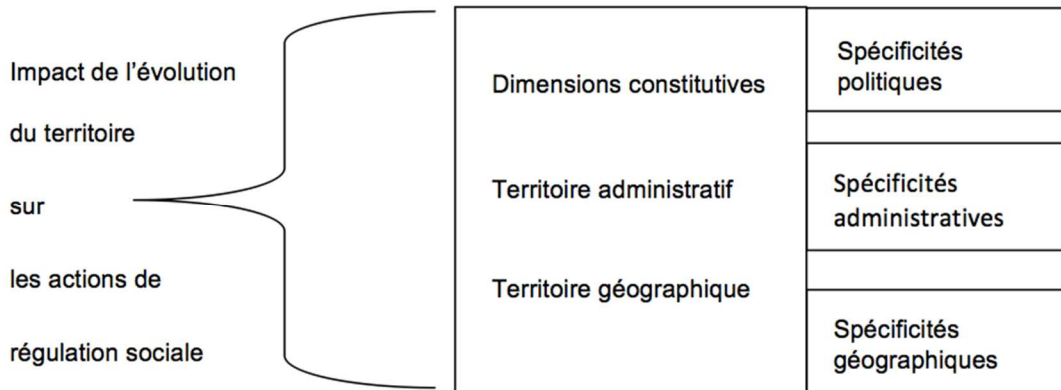 Impact de l'évolution
du territoire
sur
les actions de
régulation sociale
Dimensions constitutives
Territoire administratif
Territoire géographique
Spécificités
politiques
Spécificités
administratives
Spécificités
géographiques